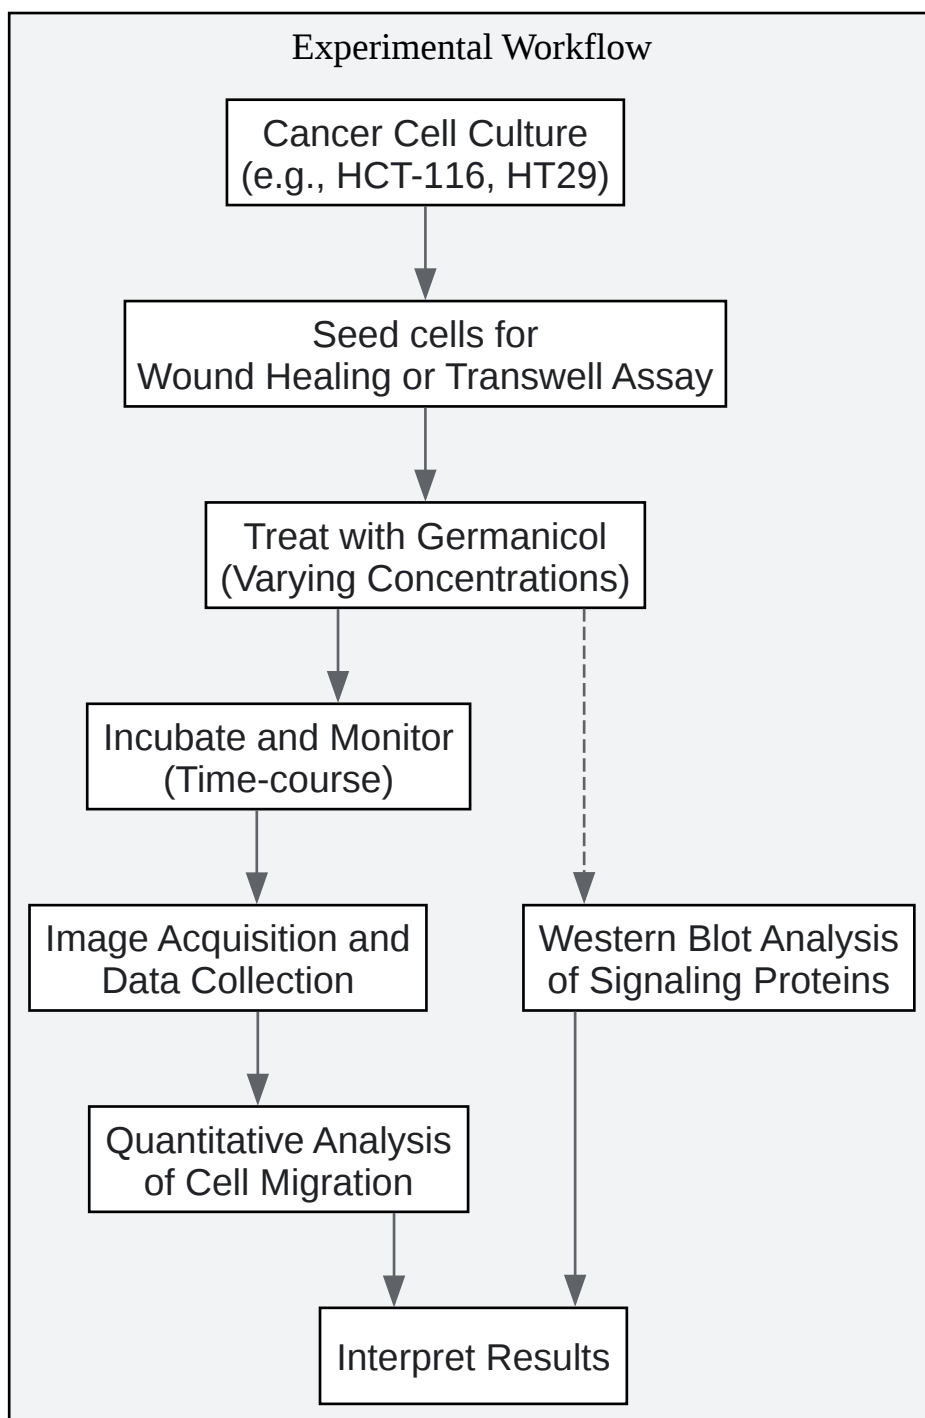 Experimental Workflow
Cancer Cell Culture
(e.g., HCT-116, HT29)
Seed cells for
Wound Healing or Transwell Assay
Treat with Germanicol
(Varying Concentrations)
Incubate and Monitor
(Time-course)
Image Acquisition and
Data Collection
Western Blot Analysis
of Signaling Proteins
Quantitative Analysis
of Cell Migration
Interpret Results